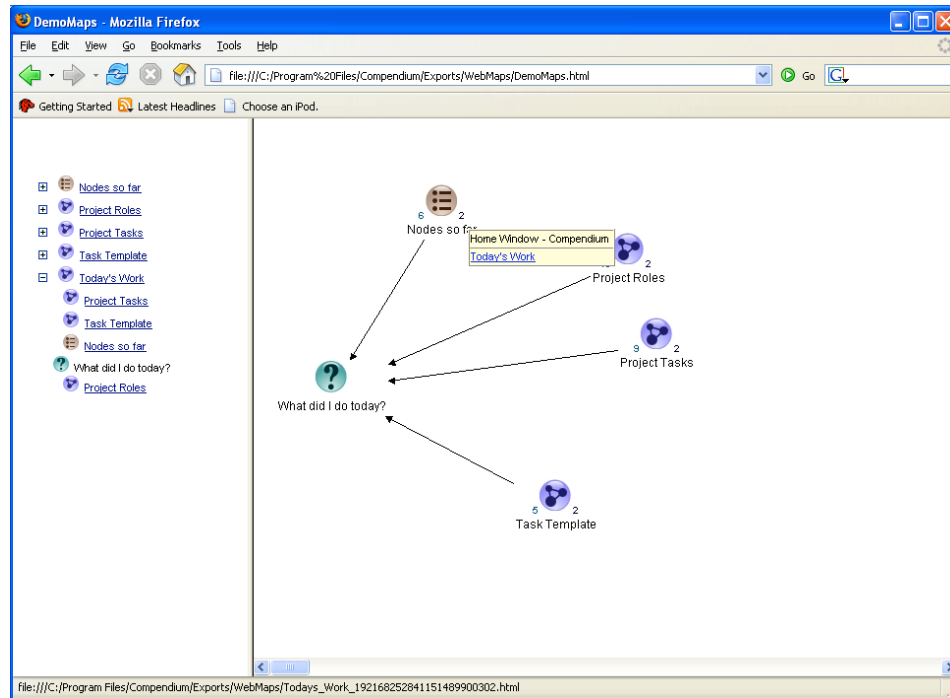 DemoMaps - Mozilla Firefox
File Edit View Go Bookmarks Tools Help
file:///C:/Program%20Files/Compendium/Exports/WebMaps/DemoMaps.html
Go
G
Getting Started Latest Headlines Choose an iPod.
Nodes so far
Project Roles
Project Tasks
Task Template
Today's Work
Project Tasks
Task Template
Nodes so far
? What did I do today?
Project Roles
6 2
Nodes so far
Home Window - Compendium
Today's Work
2
Project Roles
9 2
Project Tasks
?
What did I do today?
5 2
Task Template
file:///C:/Program Files/Compendium/Exports/WebMaps/Todays_Work_192168252841151489900302.html